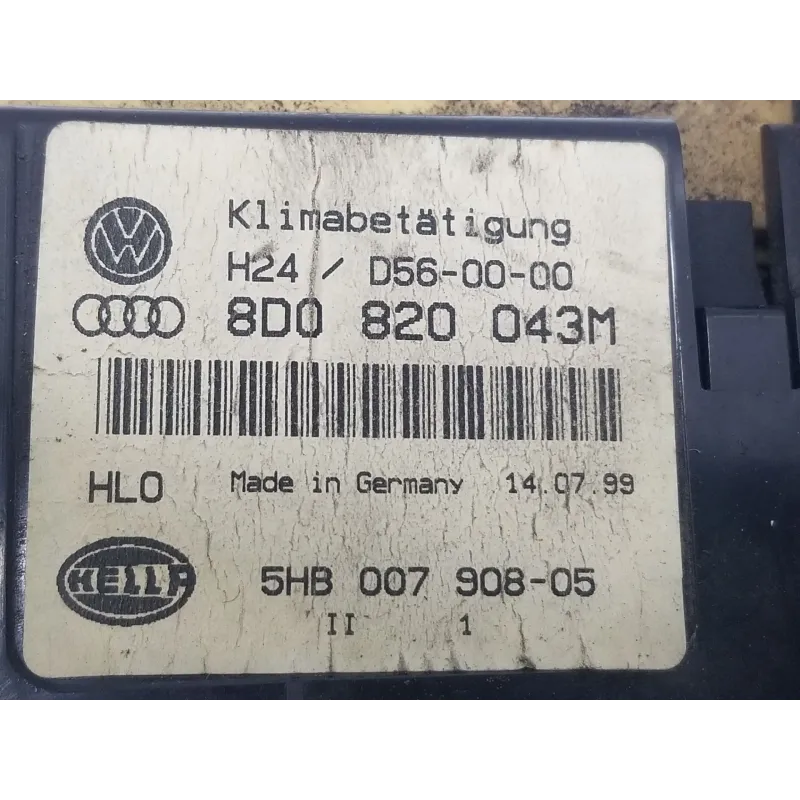 Klimabetätigung
H24 / D56-00-00
8D0 820 043M
HLO Made in Germany 14.07.99
HELLA 5HB 007 908-05
II 1